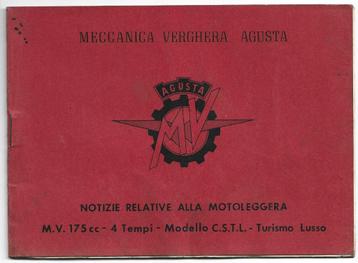 MECCANICA VERGHERA AGUSTA
AGUSTA
MV
NOTIZIE RELATIVE ALLA MOTOLEGGERA
M.V. 175 cc - 4 Tempi - Modello C.S.T.L. - Turismo Lusso